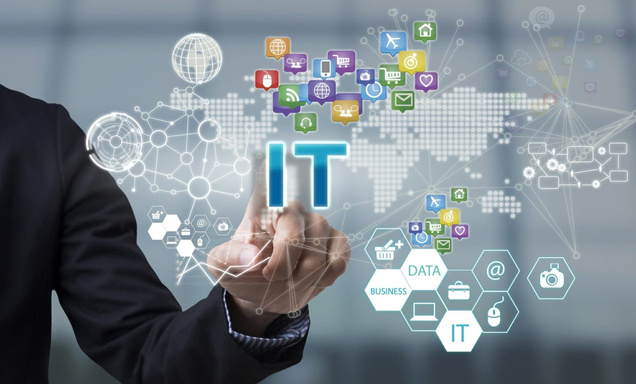 IT
DATA
BUSINESS
@
IT